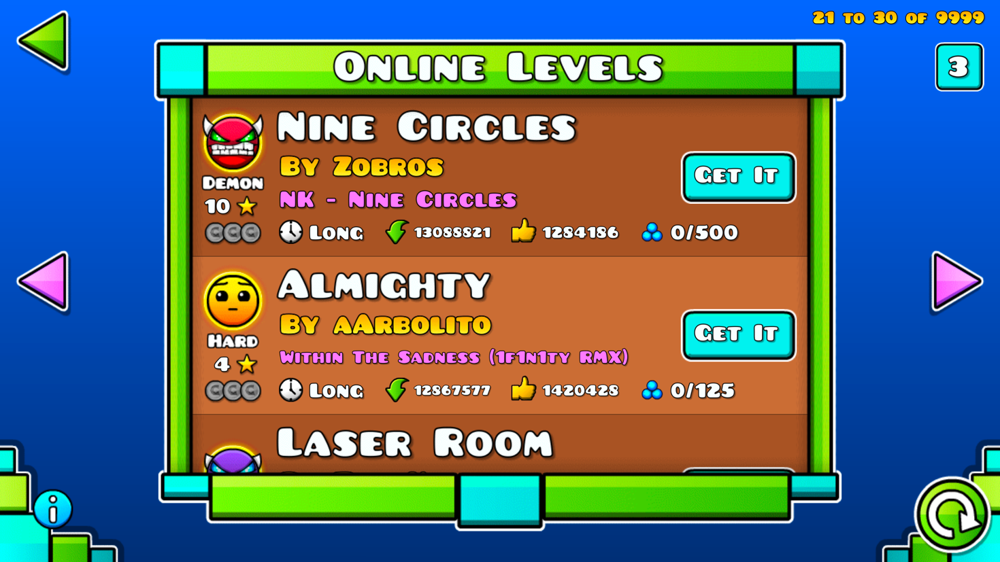 21 to 30 of 9999
Online Levels
3
Nine Circles
By Zobros
NK - Nine Circles
Get It
Demon
10
Long 13088821 1284186 0/500
Almighty
By aArbolito
Within The Sadness (1f1n1ty RMX)
Get It
Hard
4
Long 12867577 1420428 0/125
Laser Room